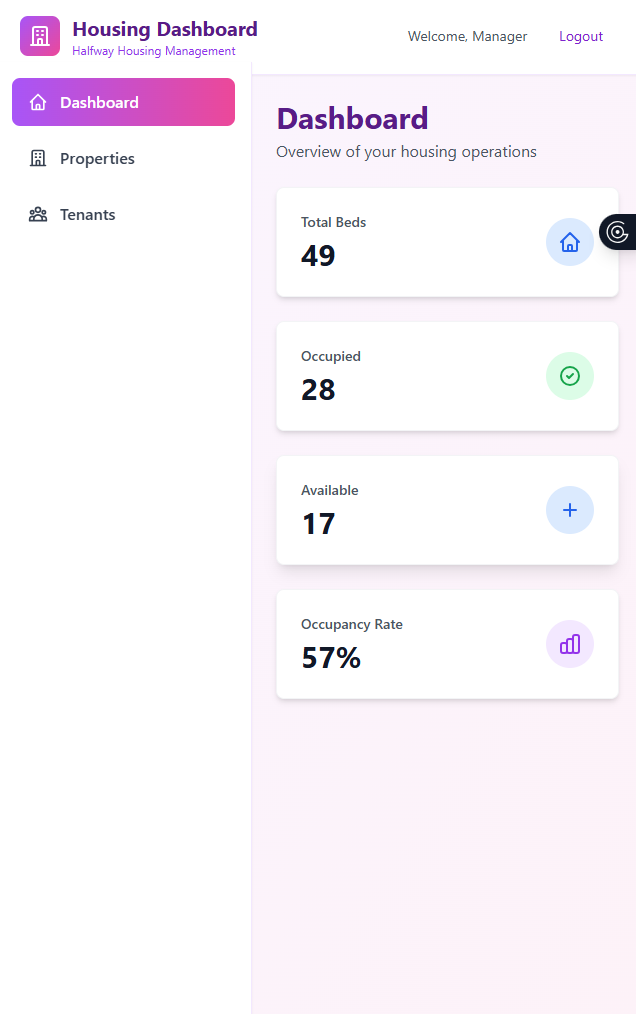 Housing Dashboard
Halfway Housing Management
Welcome, Manager
Logout
Dashboard
Properties
Tenants
Dashboard
Overview of your housing operations
Total Beds
49
Occupied
28
Available
17
Occupancy Rate
57%